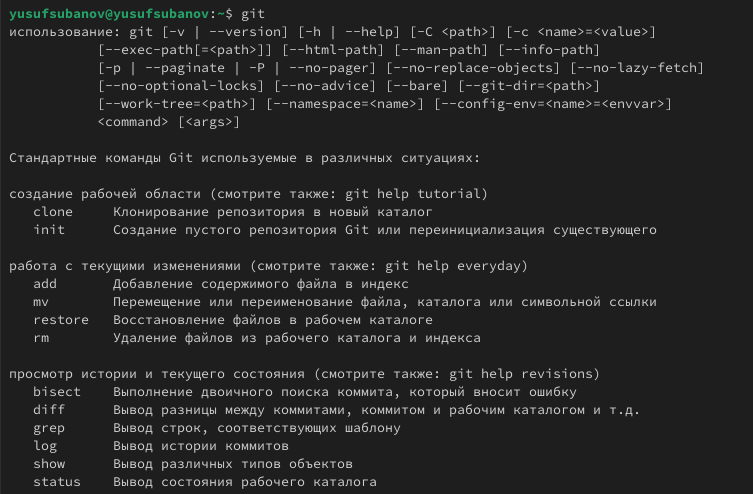 yusufsubanov@yusufsubanov:~$ git
использование: git [-v | --version] [-h | --help] [-C <path>] [-c <name>=<value>]
[--exec-path[=<path>]] [--html-path] [--man-path] [--info-path]
[-p | --paginate | -P | --no-pager] [--no-replace-objects] [--no-lazy-fetch]
[--no-optional-locks] [--no-advice] [--bare] [--git-dir=<path>]
[--work-tree=<path>] [--namespace=<name>] [--config-env=<name>=<envvar>]
<command> [<args>]
Стандартные команды Git используемые в различных ситуациях:
создание рабочей области (смотрите также: git help tutorial)
clone Клонирование репозитория в новый каталог
init Создание пустого репозитория Git или переинициализация существующего
работа с текущими изменениями (смотрите также: git help everyday)
add Добавление содержимого файла в индекс
mv Перемещение или переименование файла, каталога или символьной ссылки
restore Восстановление файлов в рабочем каталоге
rm Удаление файлов из рабочего каталога и индекса
просмотр истории и текущего состояния (смотрите также: git help revisions)
bisect Выполнение двоичного поиска коммита, который вносит ошибку
diff Вывод разницы между коммитами, коммитом и рабочим каталогом и т.д.
grep Вывод строк, соответствующих шаблону
log Вывод истории коммитов
show Вывод различных типов объектов
status Вывод состояния рабочего каталога